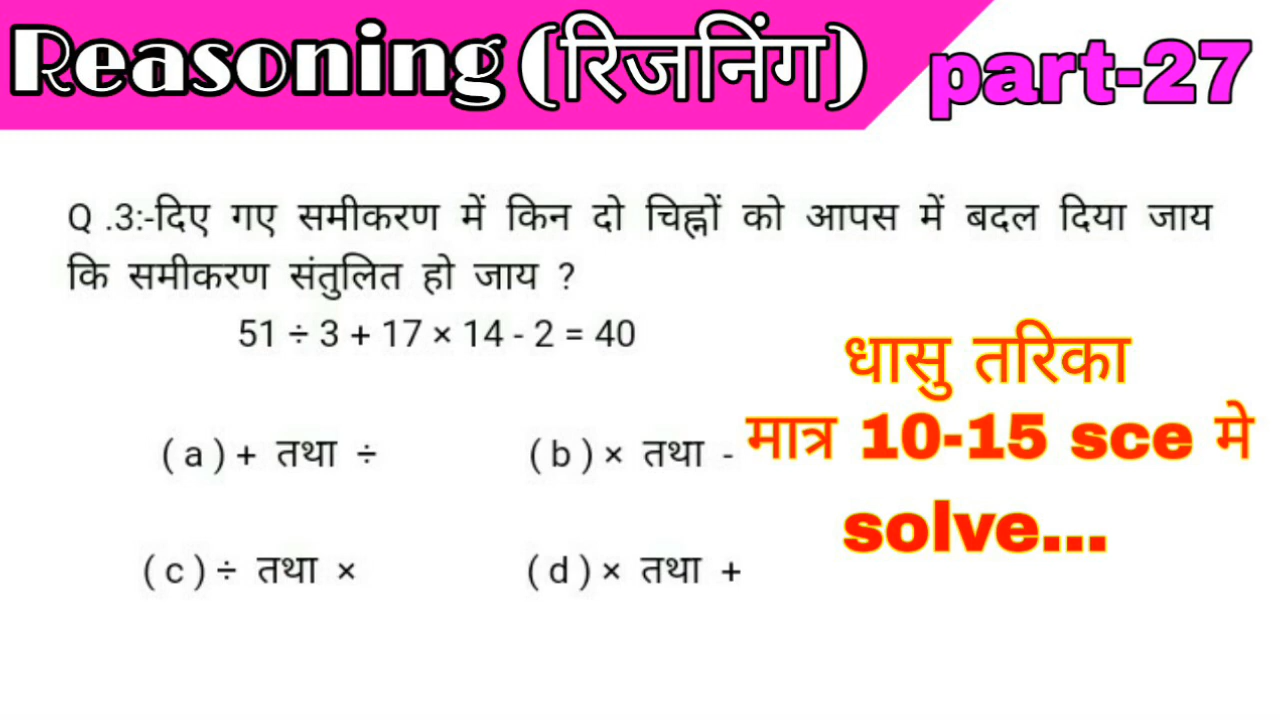 Reasoning (रिजनिंग) part-27
Q .3:-दिए गए समीकरण में किन दो चिह्नों को आपस में बदल दिया जाय
कि समीकरण संतुलित हो जाय ?
51 ÷ 3 + 17 × 14 - 2 = 40
( a ) + तथा ÷ ( b ) × तथा -
( c ) ÷ तथा × ( d ) × तथा +
धासु तरिका
मात्र 10-15 sce मे
solve...